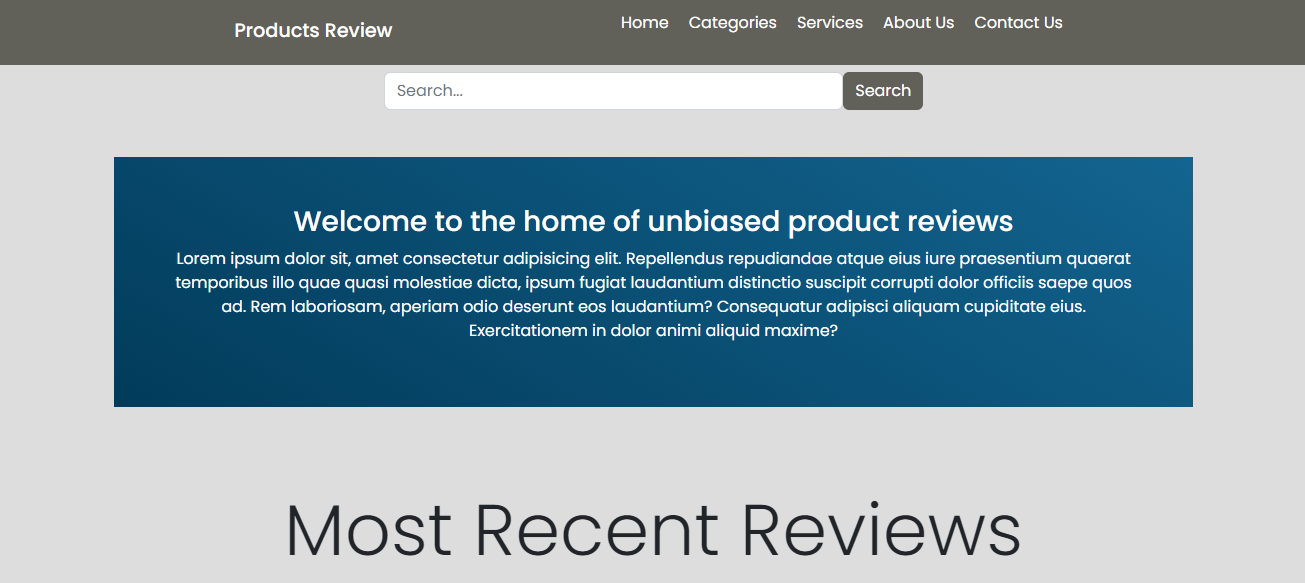 Products Review
Home Categories Services About Us Contact Us
Search...
Search
Welcome to the home of unbiased product reviews
Lorem ipsum dolor sit, amet consectetur adipisicing elit. Repellendus repudiandae atque eius iure praesentium quaerat
temporibus illo quae quasi molestiae dicta, ipsum fugiat laudantium distinctio suscipit corrupti dolor officiis saepe quos
ad. Rem laboriosam, aperiam odio deserunt eos laudantium? Consequatur adipisci aliquam cupiditate eius.
Exercitationem in dolor animi aliquid maxime?
Most Recent Reviews